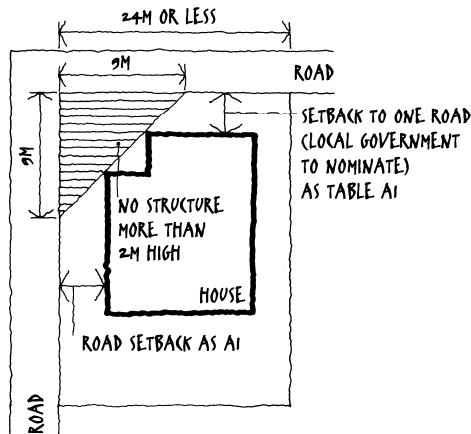 24M OR LESS
9M
ROAD
9M
SETBACK TO ONE ROAD
(LOCAL GOVERNMENT
TO NOMINATE)
AS TABLE A1
NO STRUCTURE
MORE THAN
2M HIGH
HOUSE
ROAD SETBACK AS A1
ROAD